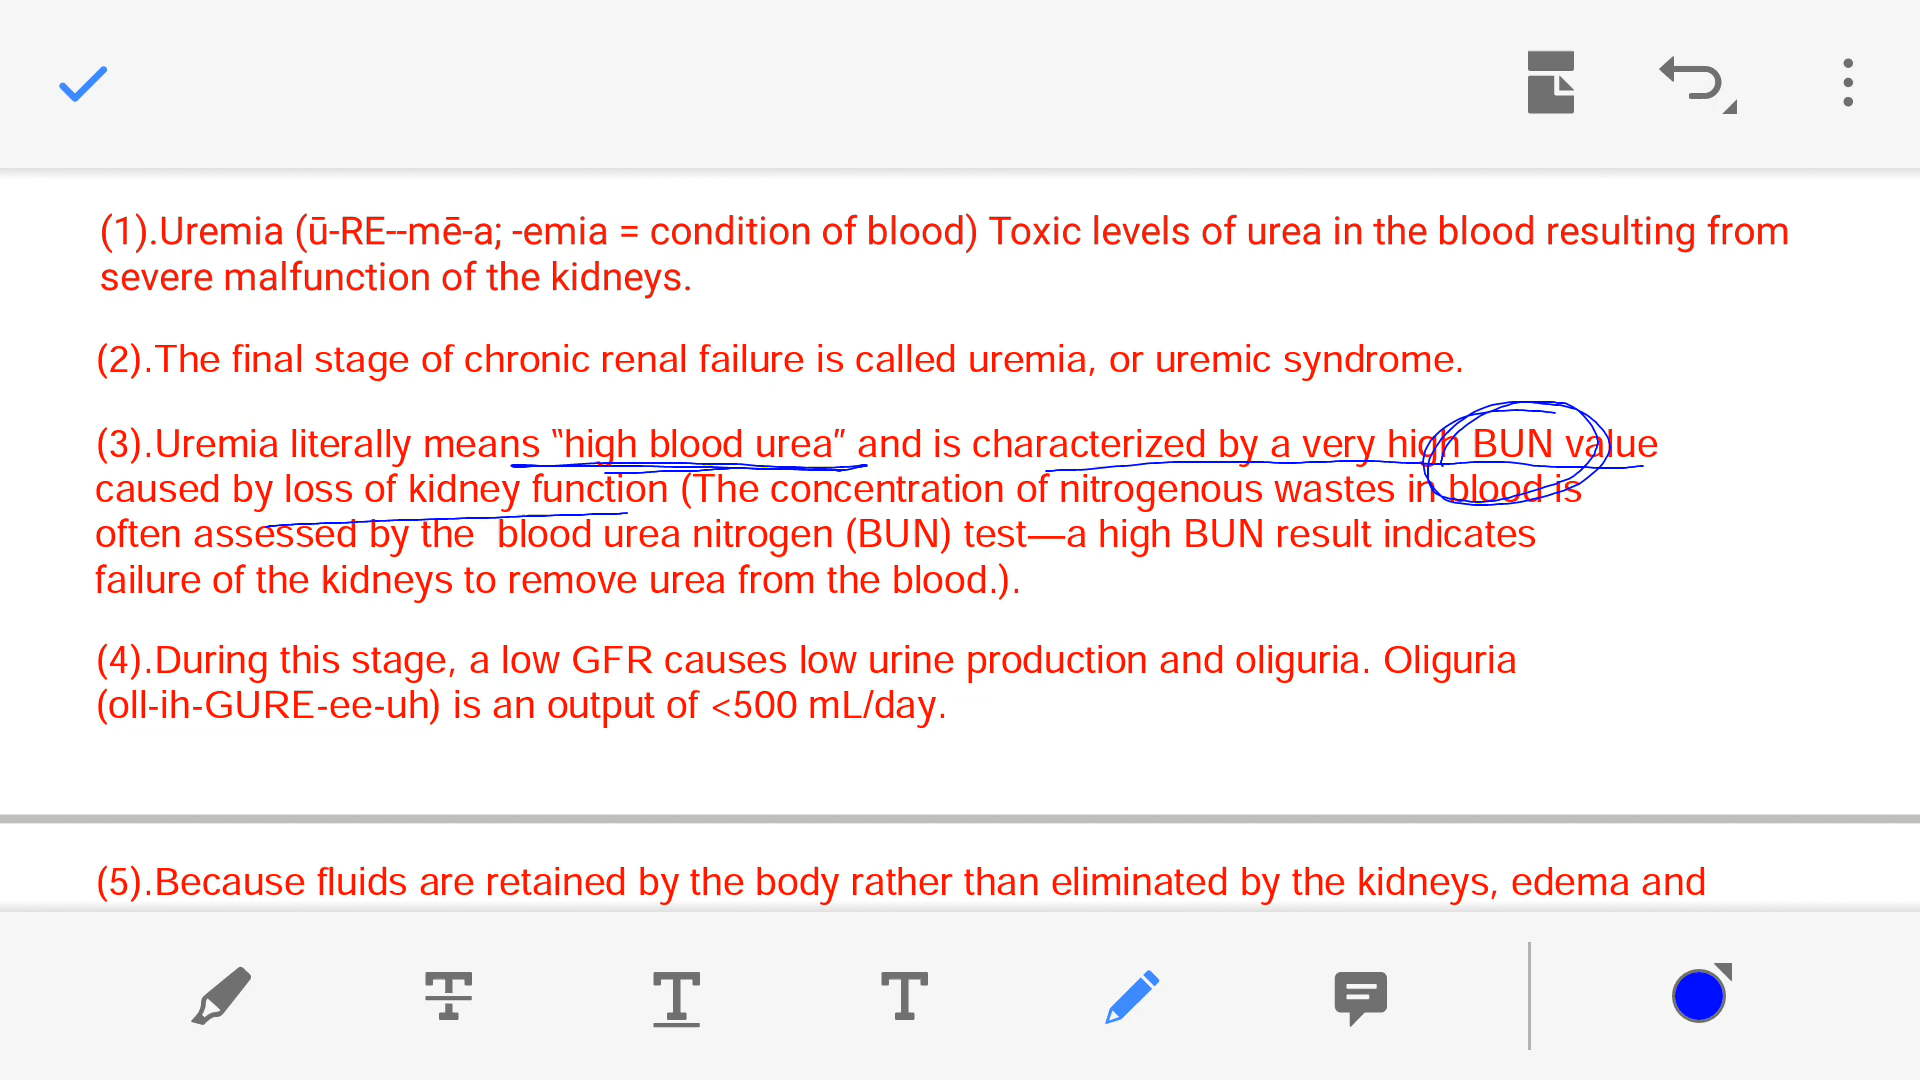 (1).Uremia (ū-RE--mē-a; -emia = condition of blood) Toxic levels of urea in the blood resulting from
severe malfunction of the kidneys.
(2).The final stage of chronic renal failure is called uremia, or uremic syndrome.
(3).Uremia literally means “high blood urea” and is characterized by a very high BUN value
caused by loss of kidney function (The concentration of nitrogenous wastes in blood is
often assessed by the blood urea nitrogen (BUN) test—a high BUN result indicates
failure of the kidneys to remove urea from the blood.).
(4).During this stage, a low GFR causes low urine production and oliguria. Oliguria
(oll-ih-GURE-ee-uh) is an output of <500 mL/day.
(5).Because fluids are retained by the body rather than eliminated by the kidneys, edema and